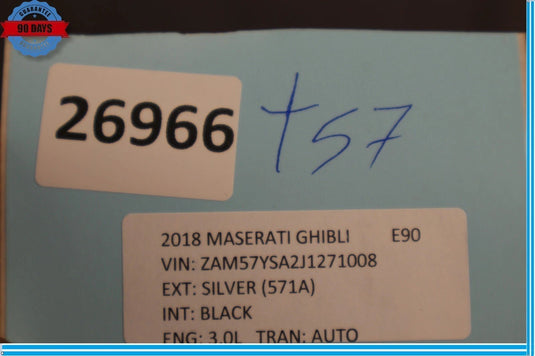 GUARANTEE
90 DAYS
26966
t57
2018 MASERATI GHIBLI E90
VIN: ZAM57YSA2J1271008
EXT: SILVER (571A)
INT: BLACK
ENG: 3.0L TRAN: AUTO